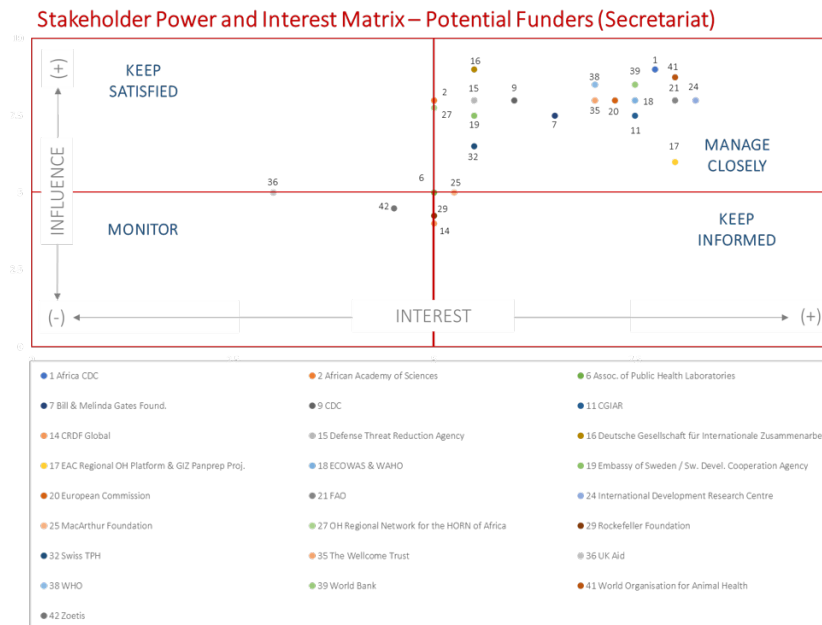 Stakeholder Power and Interest Matrix – Potential Funders (Secretariat)
(+)
KEEP
SATISFIED
16
1
41
38
39
2
15
9
21
24
27
19
7
35
20
18
11
32
17
MANAGE
CLOSELY
INFLUENCE
6
25
36
42
29
14
MONITOR
KEEP
INFORMED
(-)
INTEREST
(+)
1 Africa CDC
2 African Academy of Sciences
6 Assoc. of Public Health Laboratories
7 Bill & Melinda Gates Found.
9 CDC
11 CGIAR
14 CRDF Global
15 Defense Threat Reduction Agency
16 Deutsche Gesellschaft für Internationale Zusammenarbe
17 EAC Regional OH Platform & GIZ Panprep Proj.
18 ECOWAS & WAHO
19 Embassy of Sweden / Sw. Devel. Cooperation Agency
20 European Commission
21 FAO
24 International Development Research Centre
25 MacArthur Foundation
27 OH Regional Network for the HORN of Africa
29 Rockefeller Foundation
32 Swiss TPH
35 The Wellcome Trust
36 UK Aid
38 WHO
39 World Bank
41 World Organisation for Animal Health
42 Zoetis